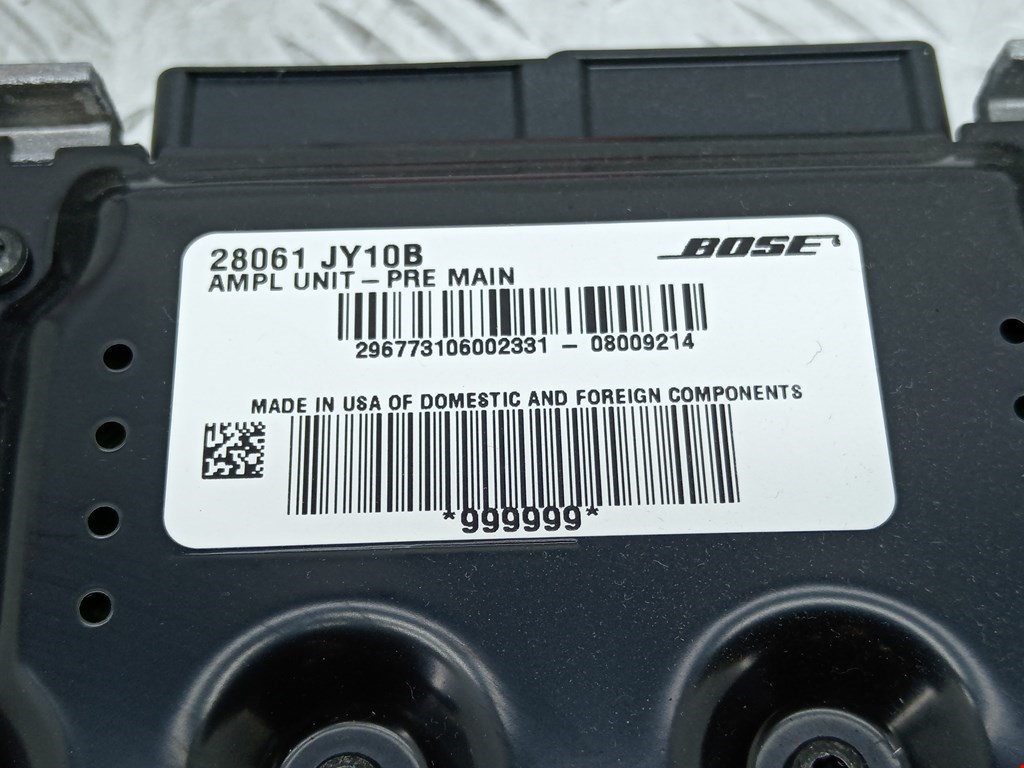 28061 JY10B
BOSE
AMPL UNIT – PRE MAIN
296773106002331 – 08009214
MADE IN USA OF DOMESTIC AND FOREIGN COMPONENTS
*999999*